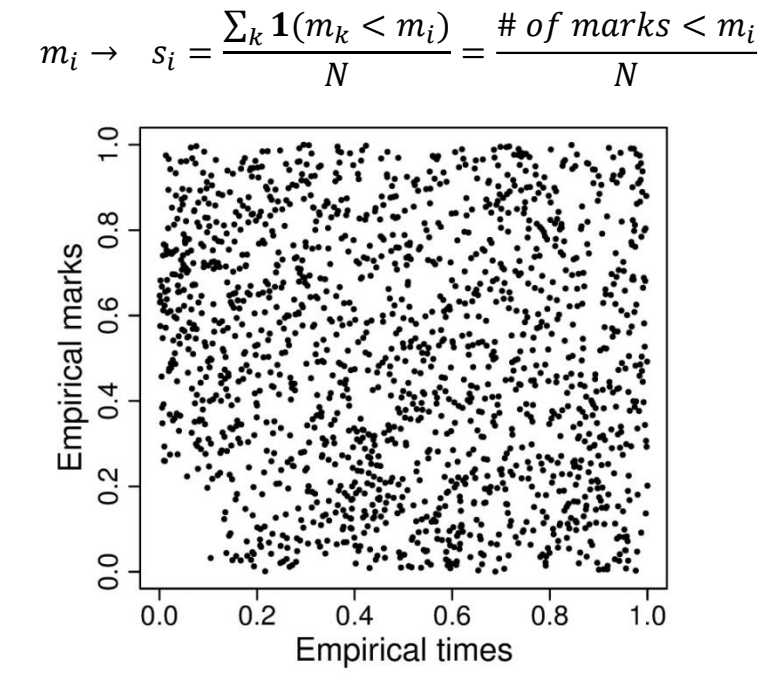 m_i → s_i = ∑_k 1(m_k < m_i) / N = # of marks < m_i / N
1.0
0.8
0.6
0.4
0.2
0.0
Empirical marks
0.0 0.2 0.4 0.6 0.8 1.0
Empirical times